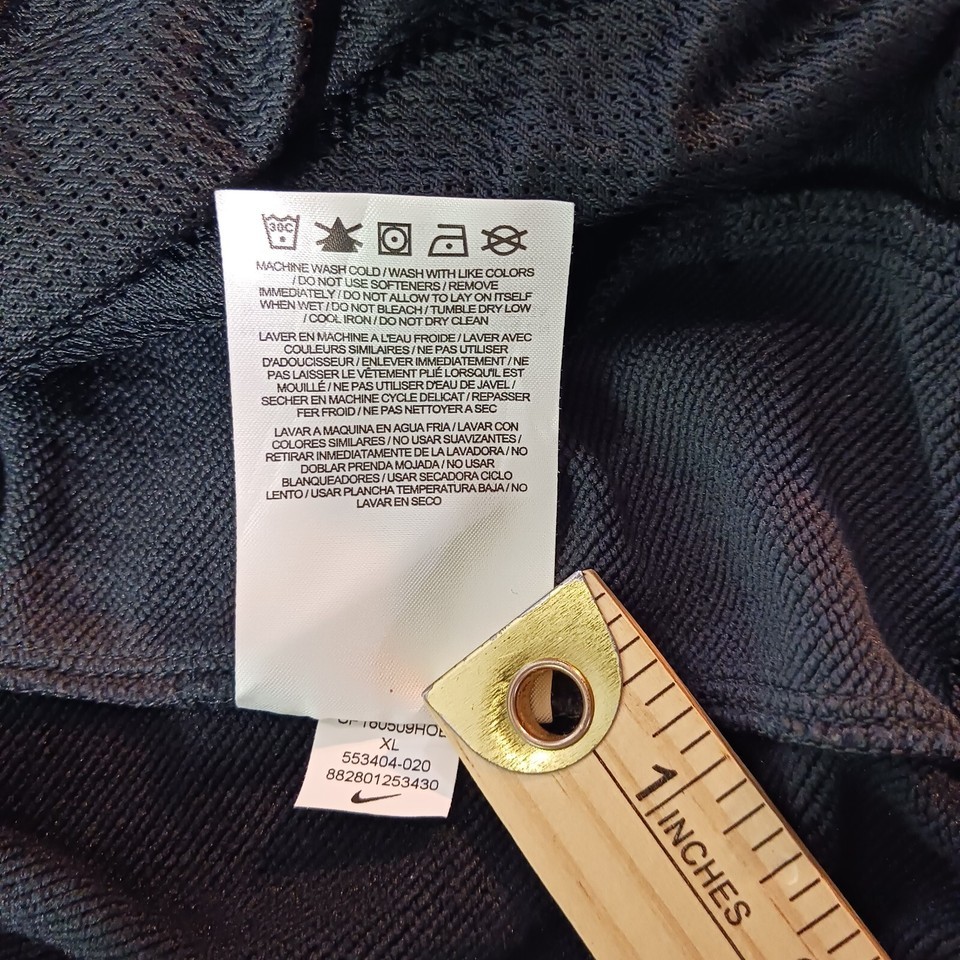 30C
MACHINE WASH COLD / WASH WITH LIKE COLORS
/ DO NOT USE SOFTENERS / REMOVE
IMMEDIATELY / DO NOT ALLOW TO LAY ON ITSELF
WHEN WET / DO NOT BLEACH / TUMBLE DRY LOW
/ COOL IRON / DO NOT DRY CLEAN
LAVER EN MACHINE A L'EAU FROIDE / LAVER AVEC
COULEURS SIMILAIRES / NE PAS UTILISER
D'ADOUCISSEUR / ENLEVER IMMEDIATEMENT / NE
PAS LAISSER LE VÊTEMENT PLIÉ LORSQU'IL EST
MOUILLÉ / NE PAS UTILISER D'EAU DE JAVEL /
SECHER EN MACHINE CYCLE DELICAT / REPASSER
FER FROID / NE PAS NETTOYER A SEC
LAVAR A MAQUINA EN AGUA FRIA / LAVAR CON
COLORES SIMILARES / NO USAR SUAVIZANTES /
RETIRAR INMEDIATAMENTE DE LA LAVADORA / NO
DOBLAR PRENDA MOJADA / NO USAR
BLANQUEADORES / USAR SECADORA CICLO
LENTO / USAR PLANCHA TEMPERATURA BAJA / NO
LAVAR EN SECO
XL
553404-020
882801253430
1 INCHES